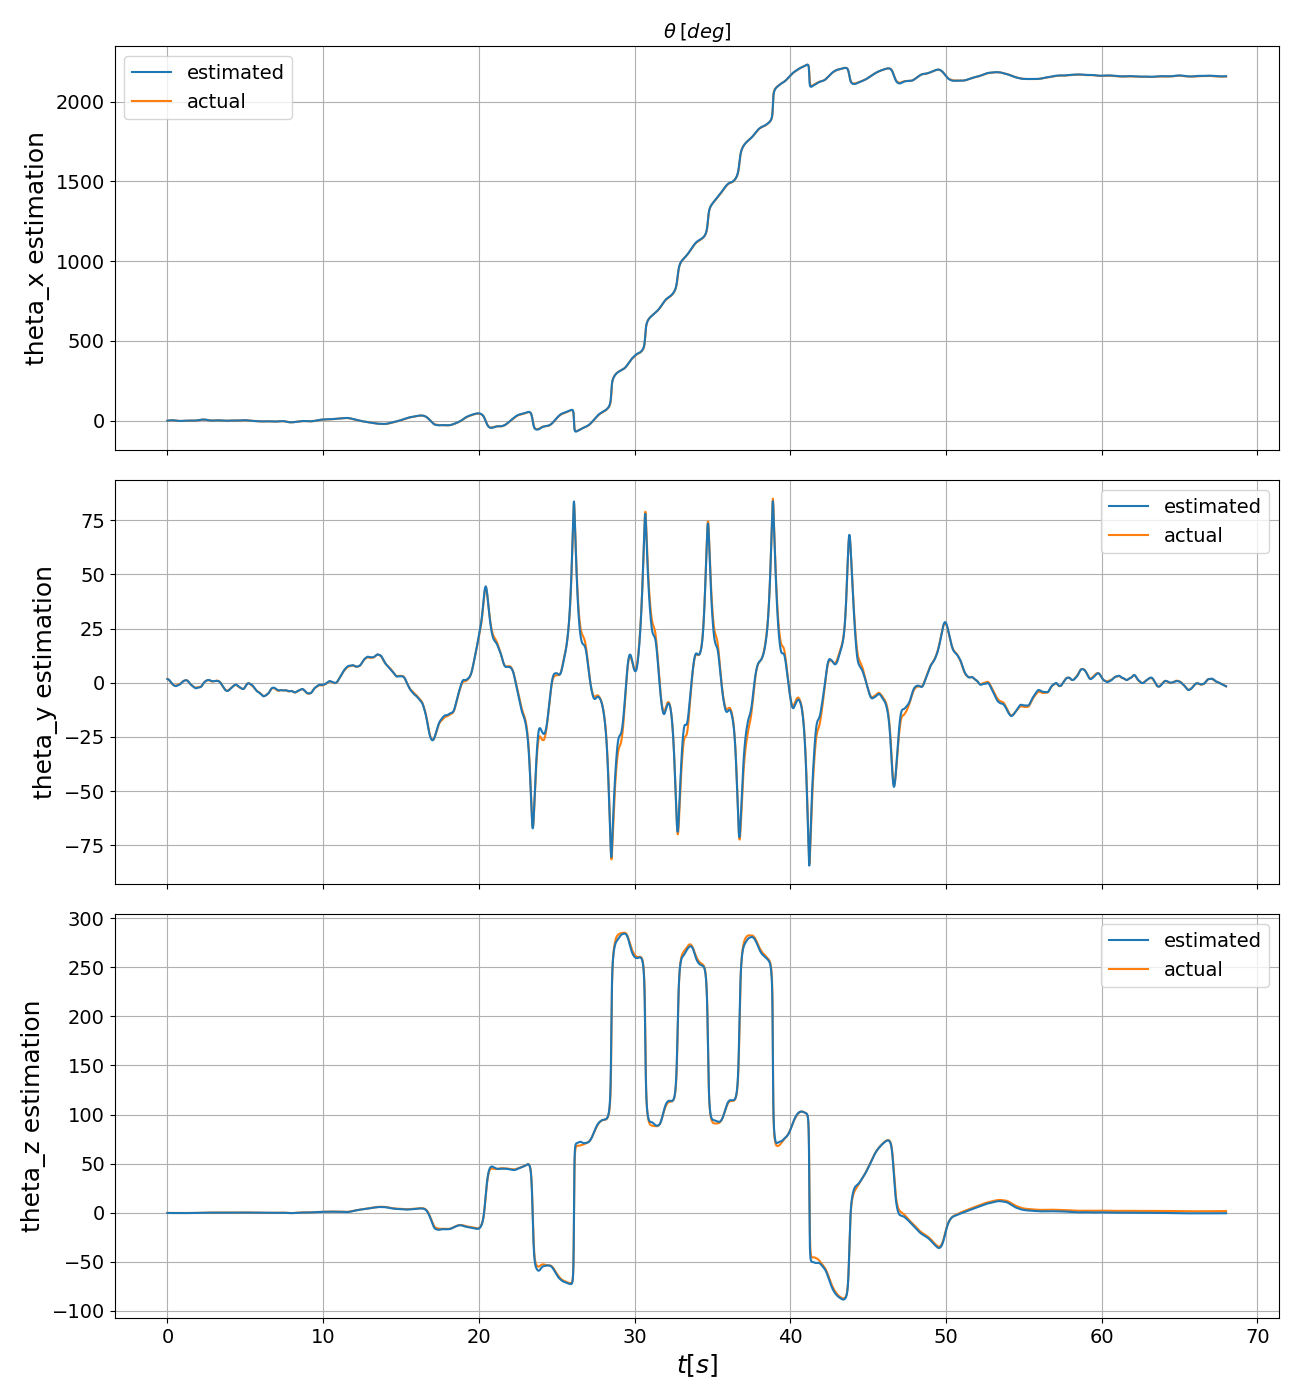 θ [deg]
estimated
actual
theta_x estimation
2000
1500
1000
500
0
estimated
actual
theta_y estimation
75
50
25
0
−25
−50
−75
estimated
actual
theta_z estimation
300
250
200
150
100
50
0
−50
−100
0 10 20 30 40 50 60 70
t[s]